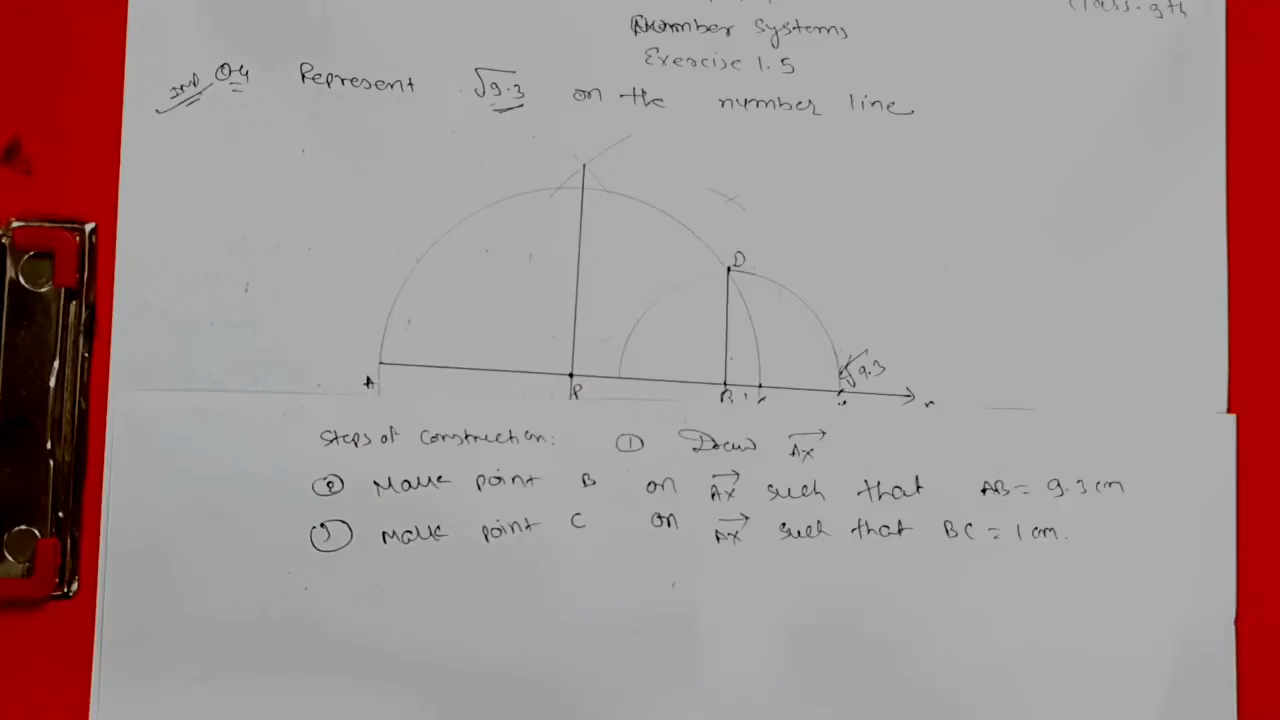 Class-9th
Number Systems
Exercise 1.5
Imp Q4 Represent √9.3 on the number line
D
√9.3
A P B 1
Steps of construction: ① Draw AX
② Mark point B on AX such that AB = 9.3 cm
③ Mark point C on AX such that BC = 1 cm.